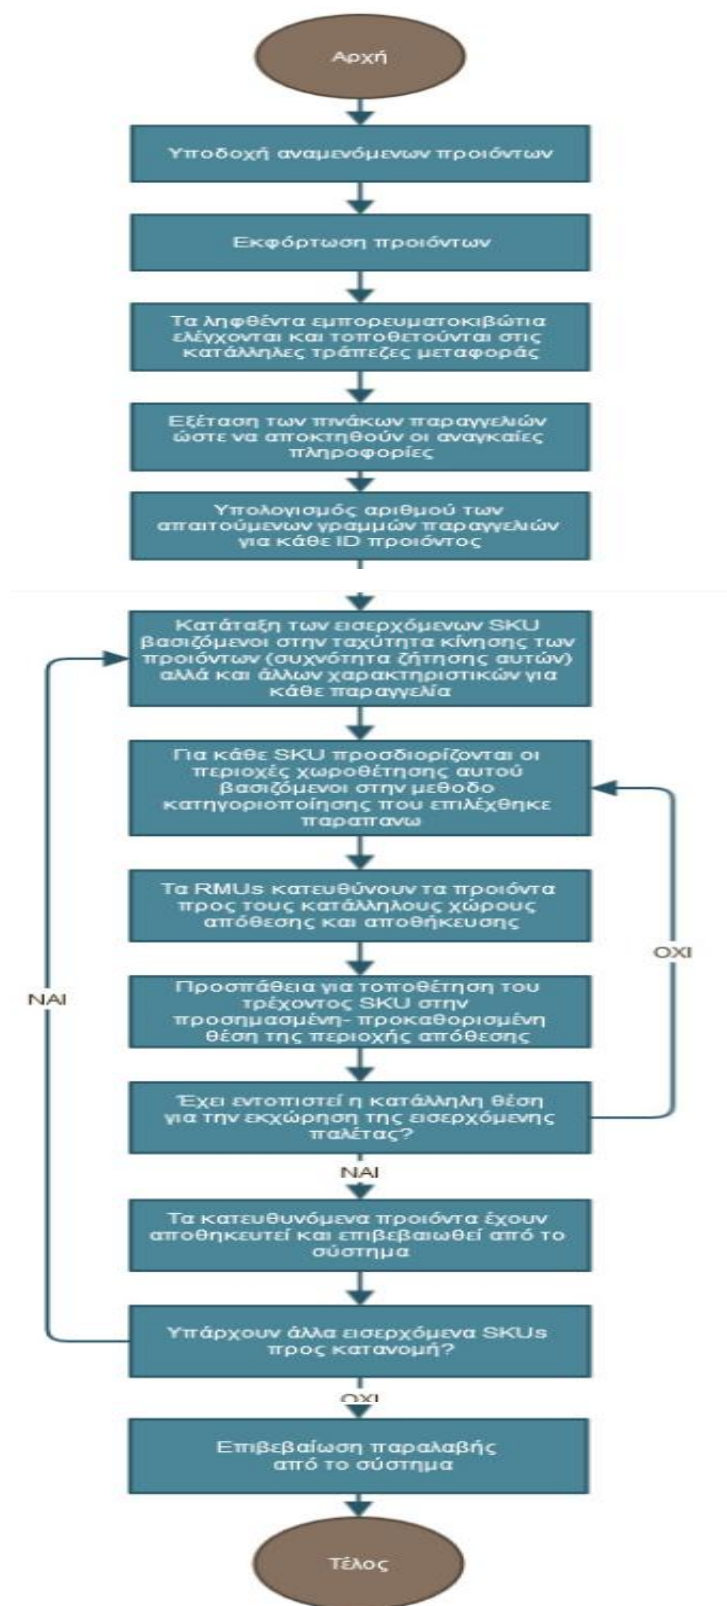 Αρχή
Υποδοχή αναμενόμενων προιόντων
Εκφόρτωση προιόντων
Τα ληφθέντα εμπορευματοκιβώτια
ελέγχονται και τοποθετούνται στις
κατάλληλες τράπεζες μεταφοράς
Εξέταση των πινάκων παραγγελιών
ώστε να αποκτηθούν οι αναγκαίες
πληροφορίες
Υπολογισμός αριθμού των
απαιτούμενων γραμμών παραγγελιών
για κάθε ID προιόντος
Κατάταξη των εισερχόμενων SKU
βασιζόμενοι στην ταχύτητα κίνησης των
προιόντων (συχνότητα ζήτησης αυτών)
αλλά και άλλων χαρακτηριστικών για
κάθε παραγγελία
Για κάθε SKU προσδιορίζονται οι
περιοχές χωροθέτησης αυτού
βασιζόμενοι στην μεθοδο
κατηγοριοποίησης που επιλέχθηκε
παραπανω
Τα RMUs κατευθύνουν τα προιόντα
προς τους κατάλληλους χώρους
απόθεσης και αποθήκευσης
ΟΧΙ
Προσπάθεια για τοποθέτηση του
τρέχοντος SKU στην
προσημασμένη- προκαθορισμένη
θέση της περιοχής απόθεσης
ΝΑΙ
Έχει εντοπιστεί η κατάλληλη θέση
για την εκχώρηση της εισερχόμενης
παλέτας?
ΝΑΙ
Τα κατευθυνόμενα προιόντα έχουν
αποθηκευτεί και επιβεβαιωθεί από το
σύστημα
Υπάρχουν άλλα εισερχόμενα SKUs
προς κατανομή?
ΟΧΙ
Επιβεβαίωση παραλαβής
από το σύστημα
Τέλος